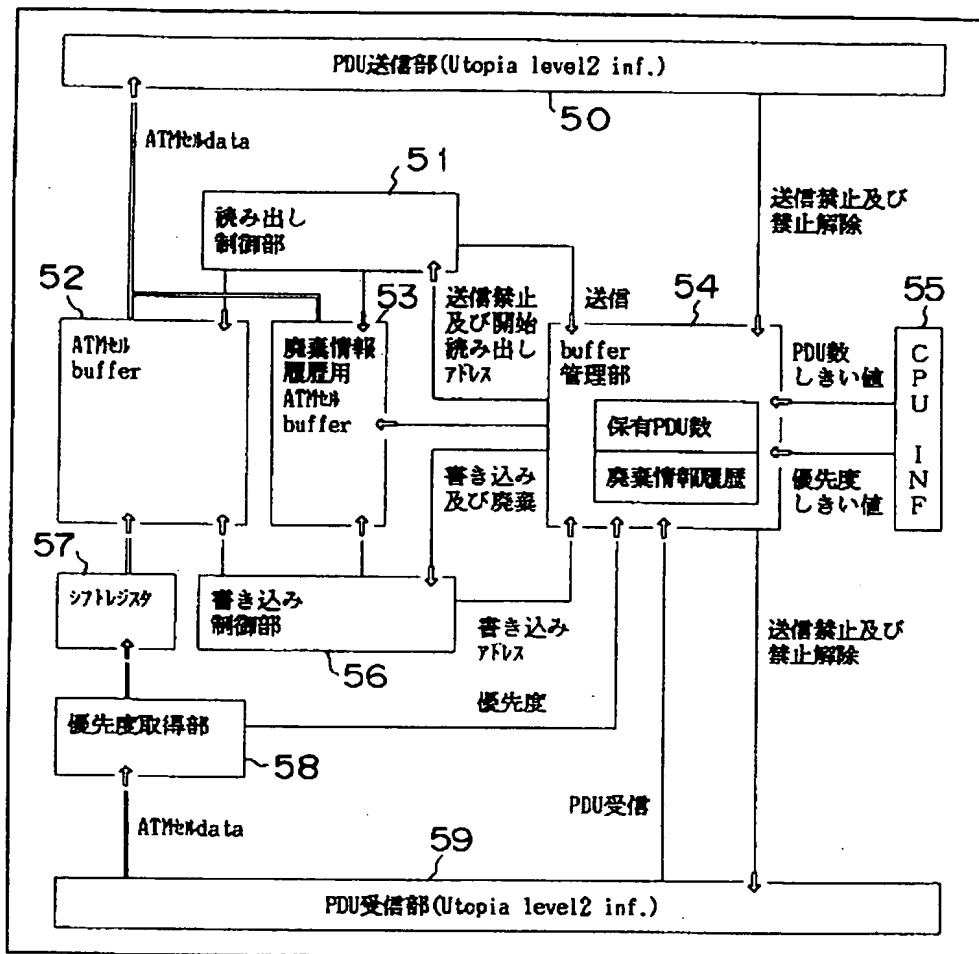 PDU送信部(Utopia level2 inf.)
50
ATMセルdata
51
読み出し
制御部
送信禁止及び
禁止解除
52
ATMセル
buffer
53
廃棄情報
履歴用
ATMセル
buffer
送信禁止
及び開始
読み出し
アドレス
送信
54
buffer
管理部
保有PDU数
廃棄情報履歴
PDU数
しきい値
優先度
しきい値
55
CPU INF
書き込み
及び廃棄
57
シフトレジスタ
書き込み
制御部
56
書き込み
アドレス
送信禁止及び
禁止解除
優先度取得部
58
優先度
ATMセルdata
PDU受信
59
PDU受信部(Utopia level2 inf.)